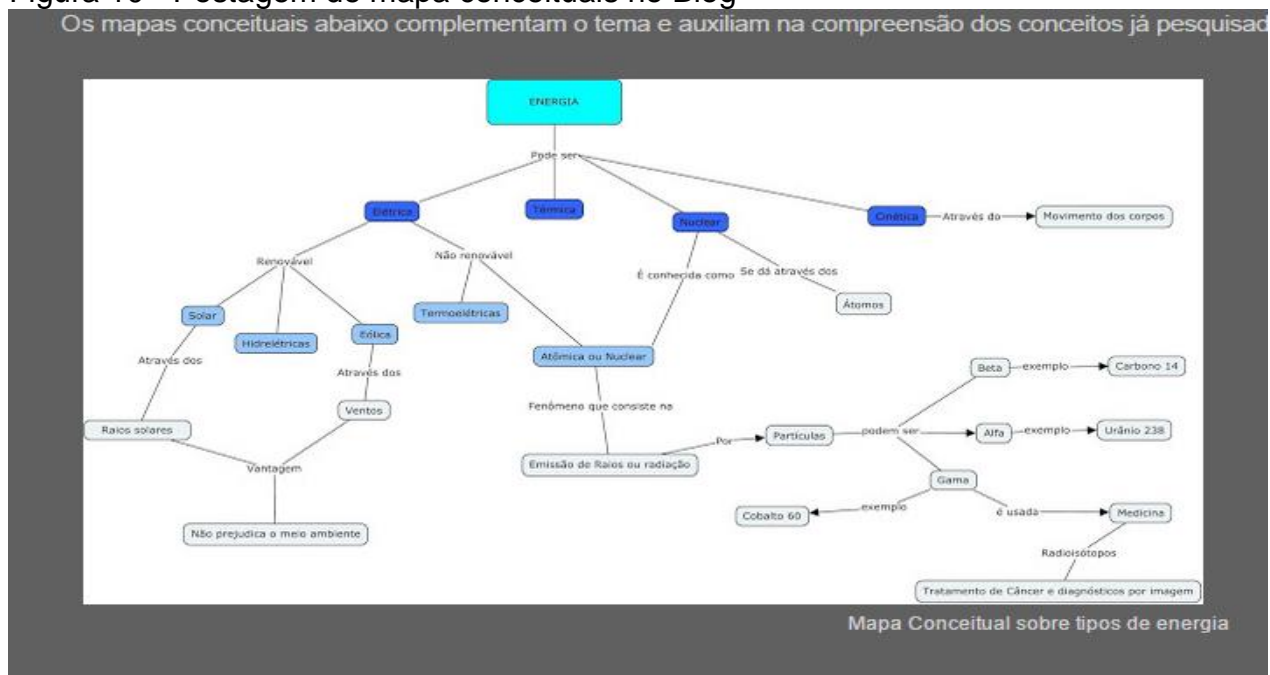 Figura 10 - Postagem de mapa conceituais no Blog
Os mapas conceituais abaixo complementam o tema e auxiliam na compreensão dos conceitos já pesquisad
ENERGIA
Pode ser
Elétrica
Térmica
Nuclear
Cinética
Através do
Movimento dos corpos
Renovável
Não renovável
É conhecida como
Se dá através dos
Átomos
Solar
Hidrelétricas
Eólica
Termoelétricas
Atômica ou Nuclear
Através dos
Através dos
Raios solares
Ventos
Vantagem
Não prejudica o meio ambiente
Fenômeno que consiste na
Emissão de Raios ou radiação
Por
Partículas
podem ser
Beta
exemplo
Carbono 14
Alfa
exemplo
Urânio 238
Gama
exemplo
Cobalto 60
é usada
Medicina
Radioisótopos
Tratamento de Câncer e diagnósticos por imagem
Mapa Conceitual sobre tipos de energia